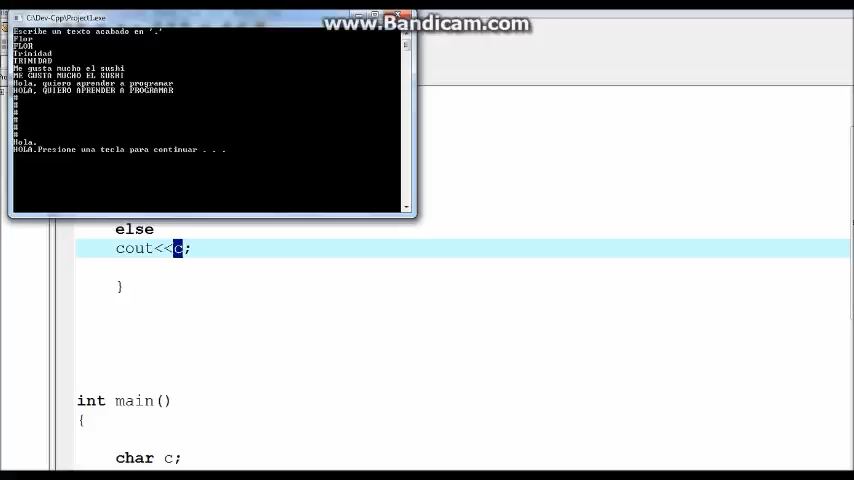 www.Bandicam.com
C:\Dev-Cpp\Project1.exe
Escribe un texto acabado en '.'
Flor
FLOR
Trinidad
TRINIDAD
Me gusta mucho el sushi
ME GUSTA MUCHO EL SUSHI
Hola, quiero aprender a programar
HOLA, QUIERO APRENDER A PROGRAMAR
Hola.
HOLA.Presione una tecla para continuar . . .
else
cout<<c;
}
int main()
{
char c;